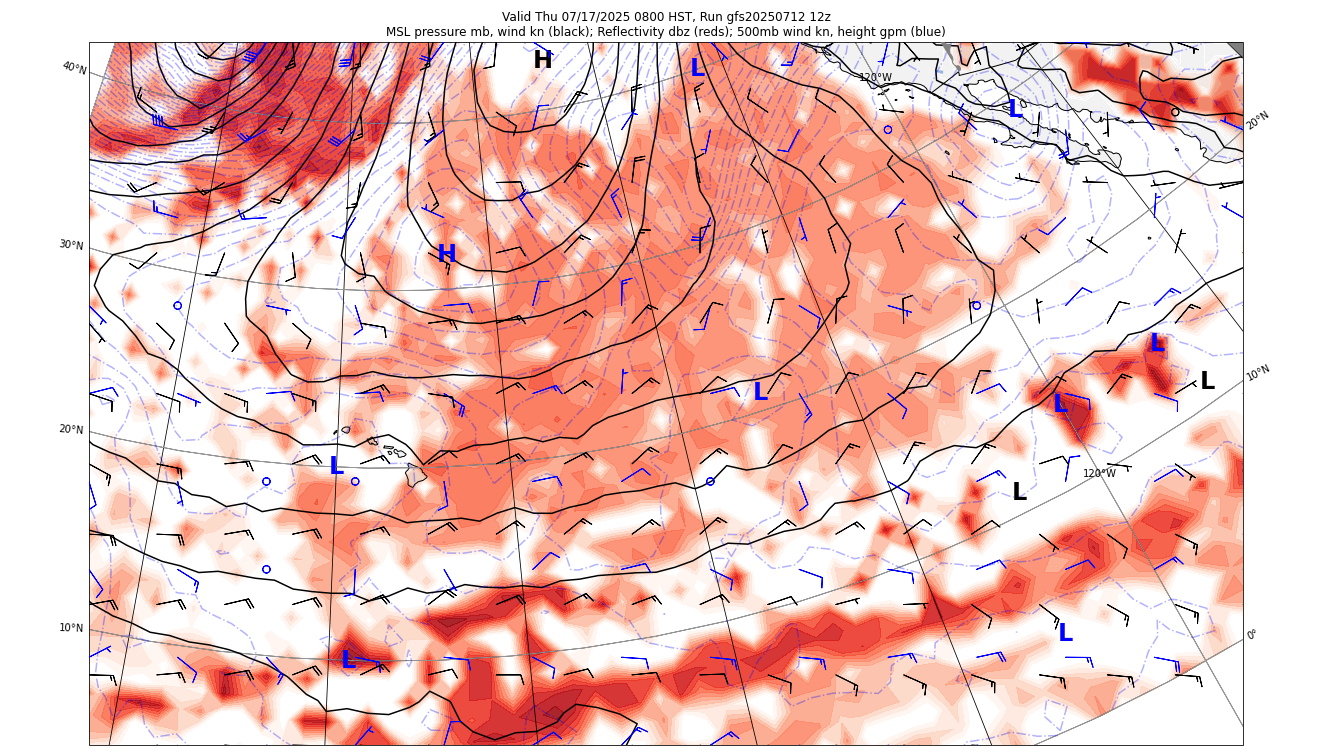 Valid Thu 07/17/2025 0800 HST, Run gfs20250712 12z
MSL pressure mb, wind kn (black); Reflectivity dbz (reds); 500mb wind kn, height gpm (blue)
H
L
40°N
120°W
L
20°N
30°N
H
L
10°N
L
L
L
20°N
L
120°W
L
10°N
L
0°
L